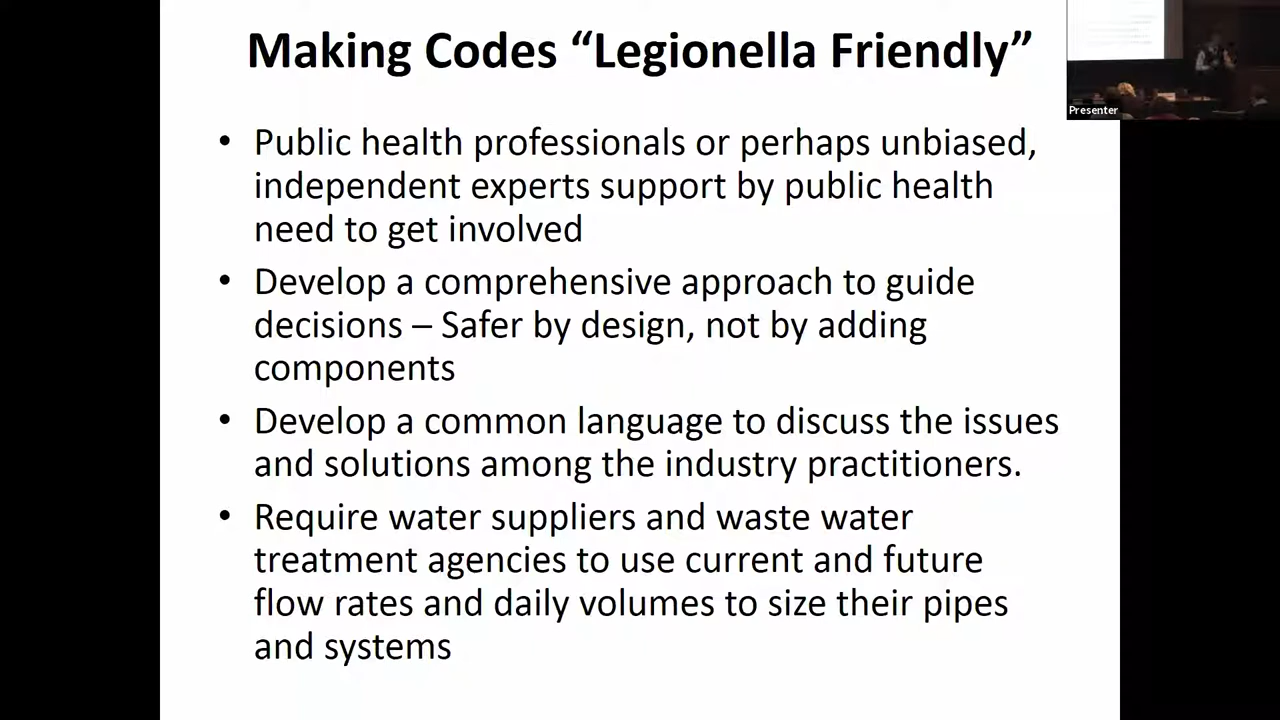 Making Codes “Legionella Friendly”
Presenter
• Public health professionals or perhaps unbiased,
independent experts support by public health
need to get involved
• Develop a comprehensive approach to guide
decisions – Safer by design, not by adding
components
• Develop a common language to discuss the issues
and solutions among the industry practitioners.
• Require water suppliers and waste water
treatment agencies to use current and future
flow rates and daily volumes to size their pipes
and systems